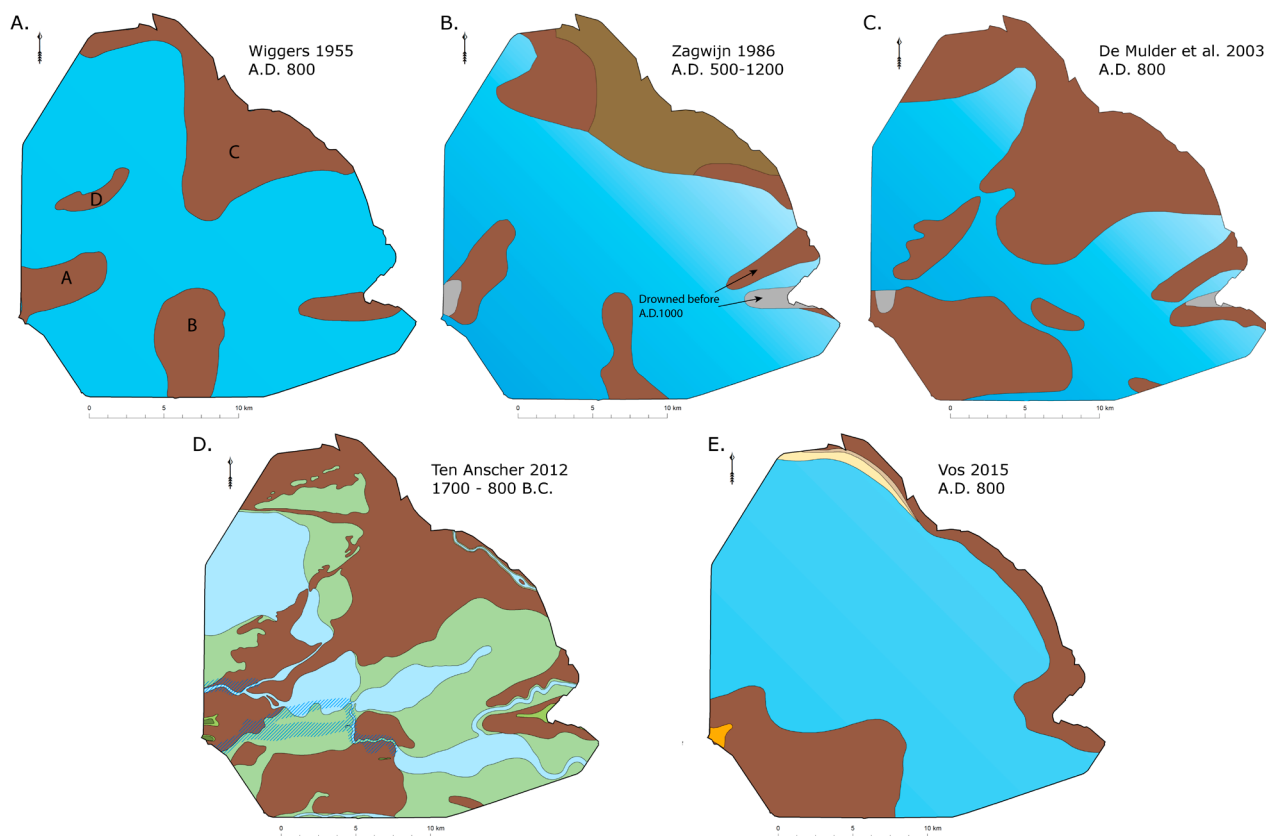 A.
Wiggers 1955
A.D. 800
C
D
A
B
0 5 10 km
B.
Zagwijn 1986
A.D. 500-1200
Drowned before
A.D.1000
0 5 10 km
C.
De Mulder et al. 2003
A.D. 800
0 5 10 km
D.
Ten Anscher 2012
1700 - 800 B.C.
0 5 10 km
E.
Vos 2015
A.D. 800
0 5 10 km